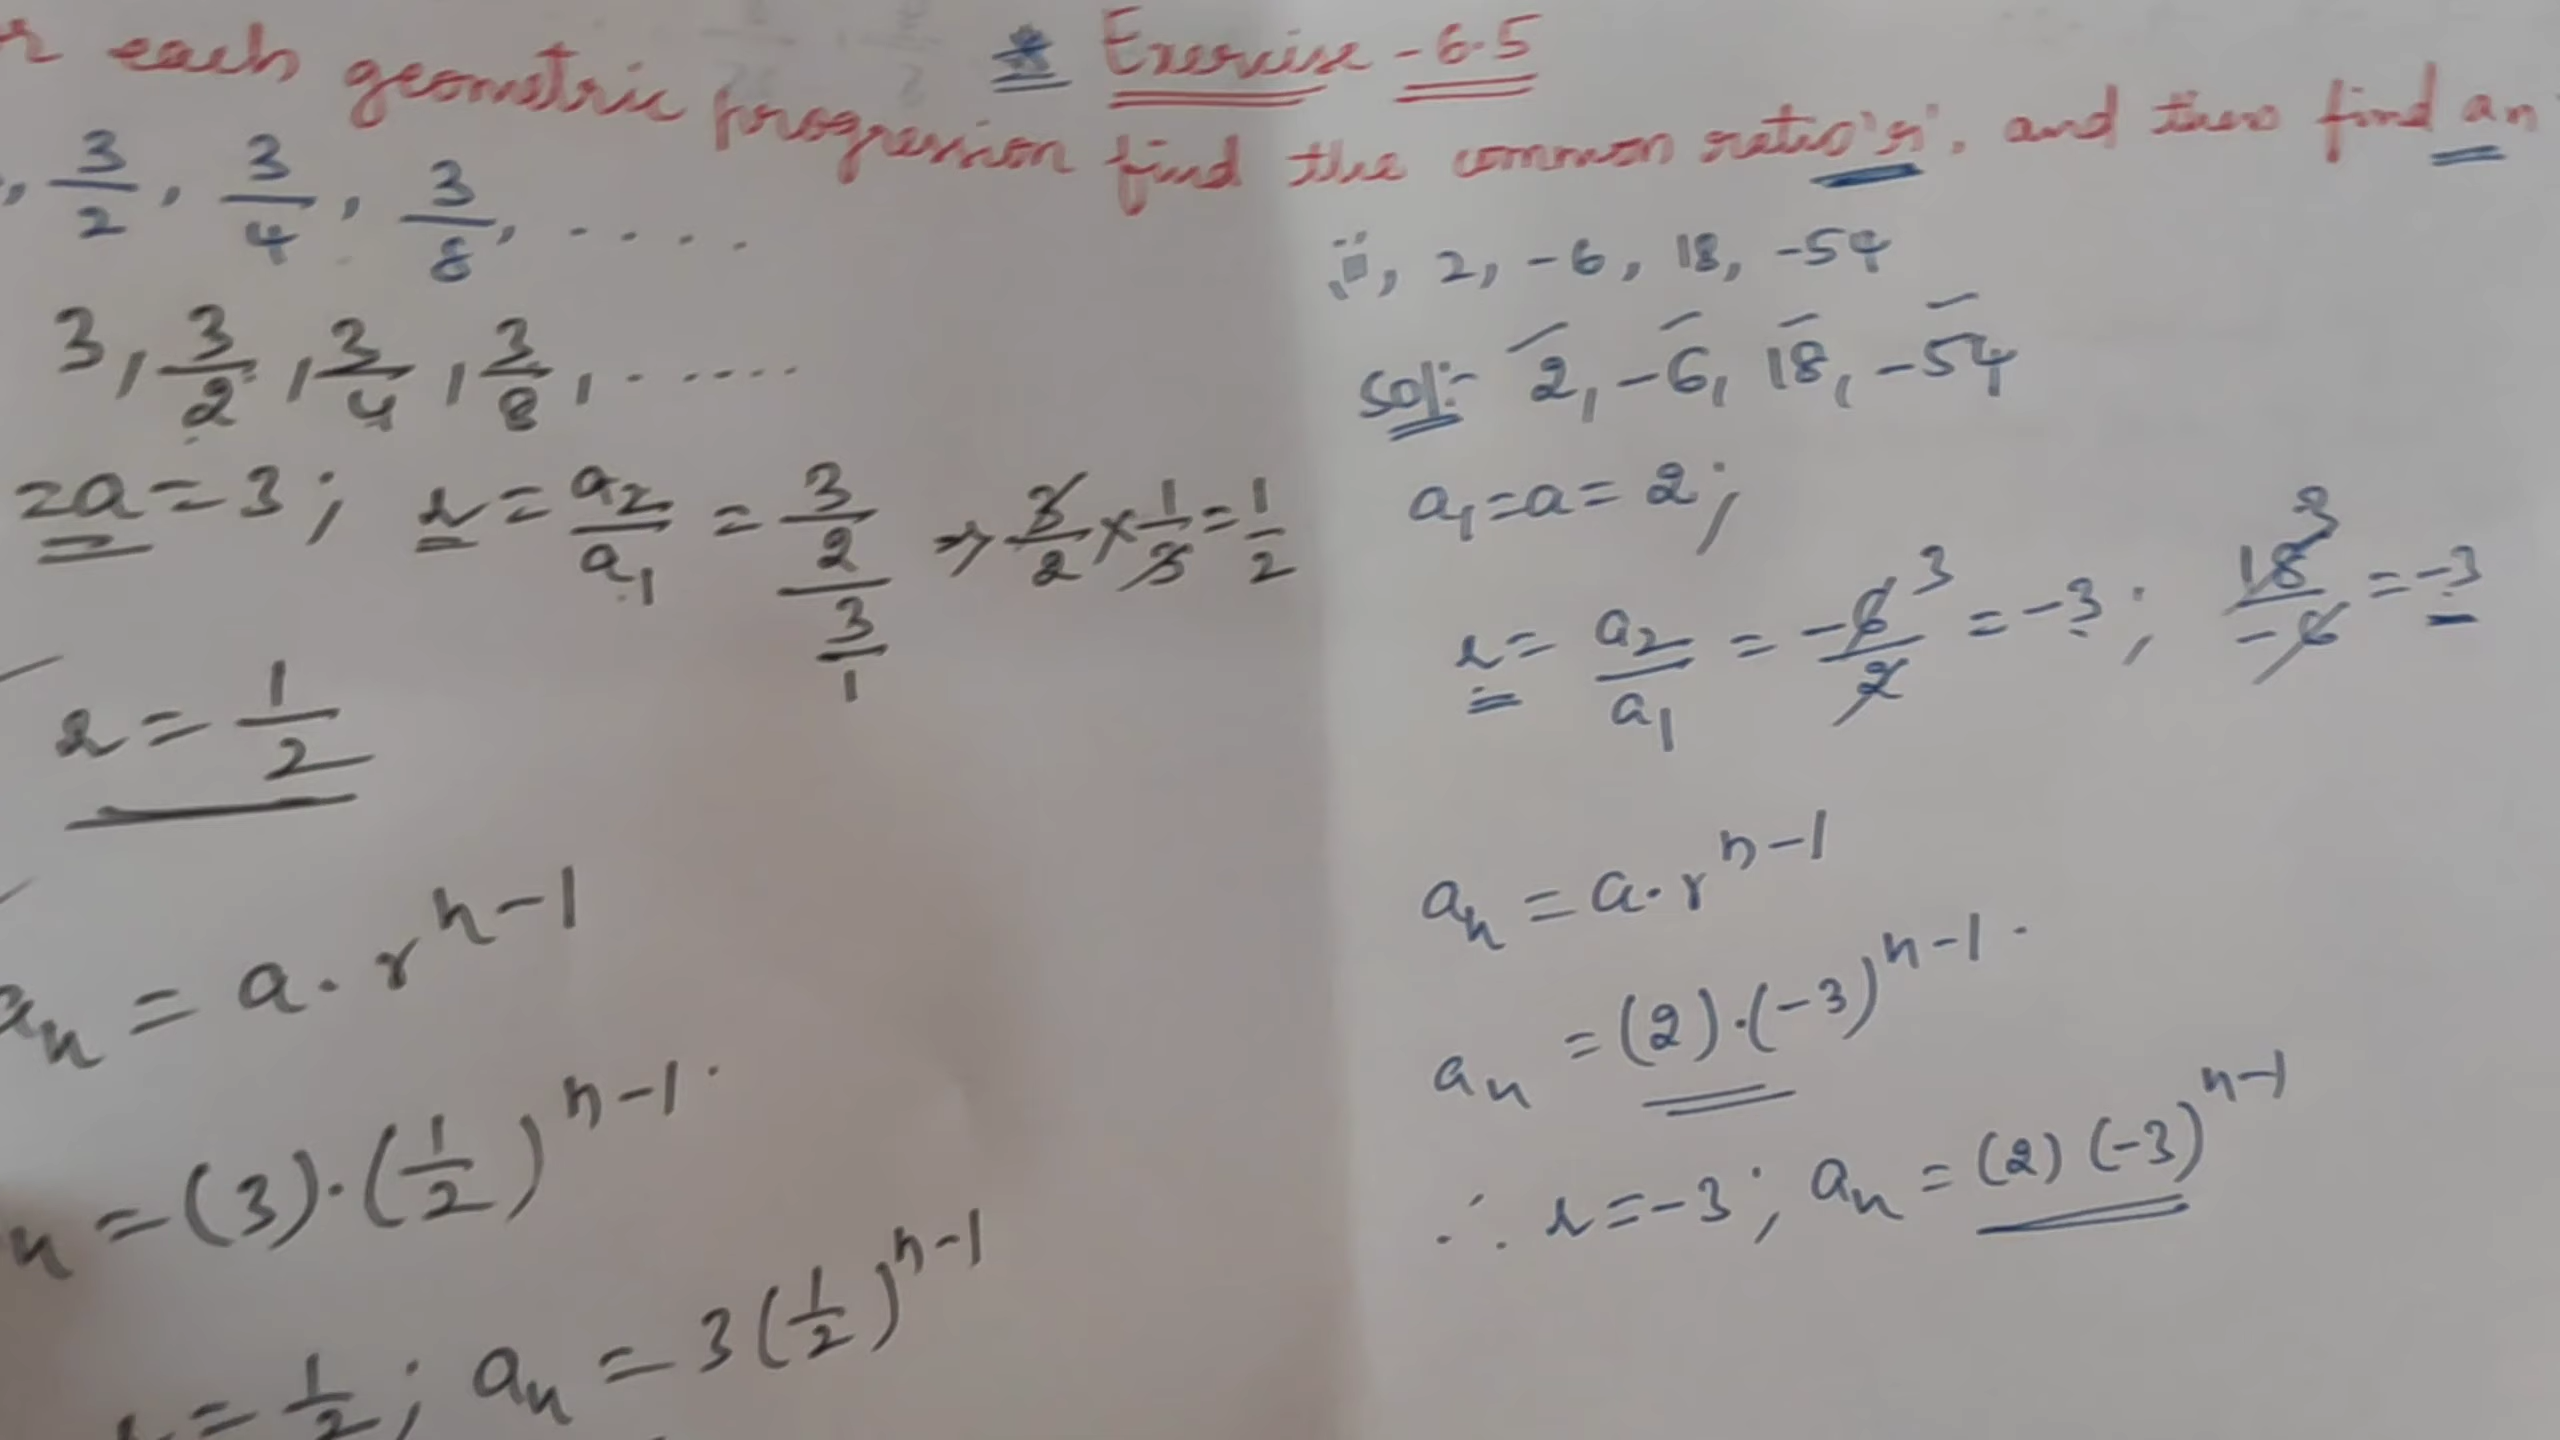 * Exercise - 6.5
each geometric progression find the common ratio 'r', and then find an
, 3/2, 3/4, 3/8, .....
3, 3/2, 3/4, 3/8, ......
=a = 3; r = a2/a1 = (3/2)/(3/1) ⇒ 3/2 × 1/3 = 1/2
r = 1/2
an = a · r^(n-1)
n = (3)·(1/2)^(n-1).
r = 1/2; an = 3(1/2)^(n-1)
ii, 2, -6, 18, -54
Sol:- 2, -6, 18, -54
a1 = a = 2;
r = a2/a1 = -6/2 3 = -3; 18/-6 3 = -3
an = a · r^(n-1)
an = (2)·(-3)^(n-1).
∴ r = -3; an = (2)(-3)^(n-1)